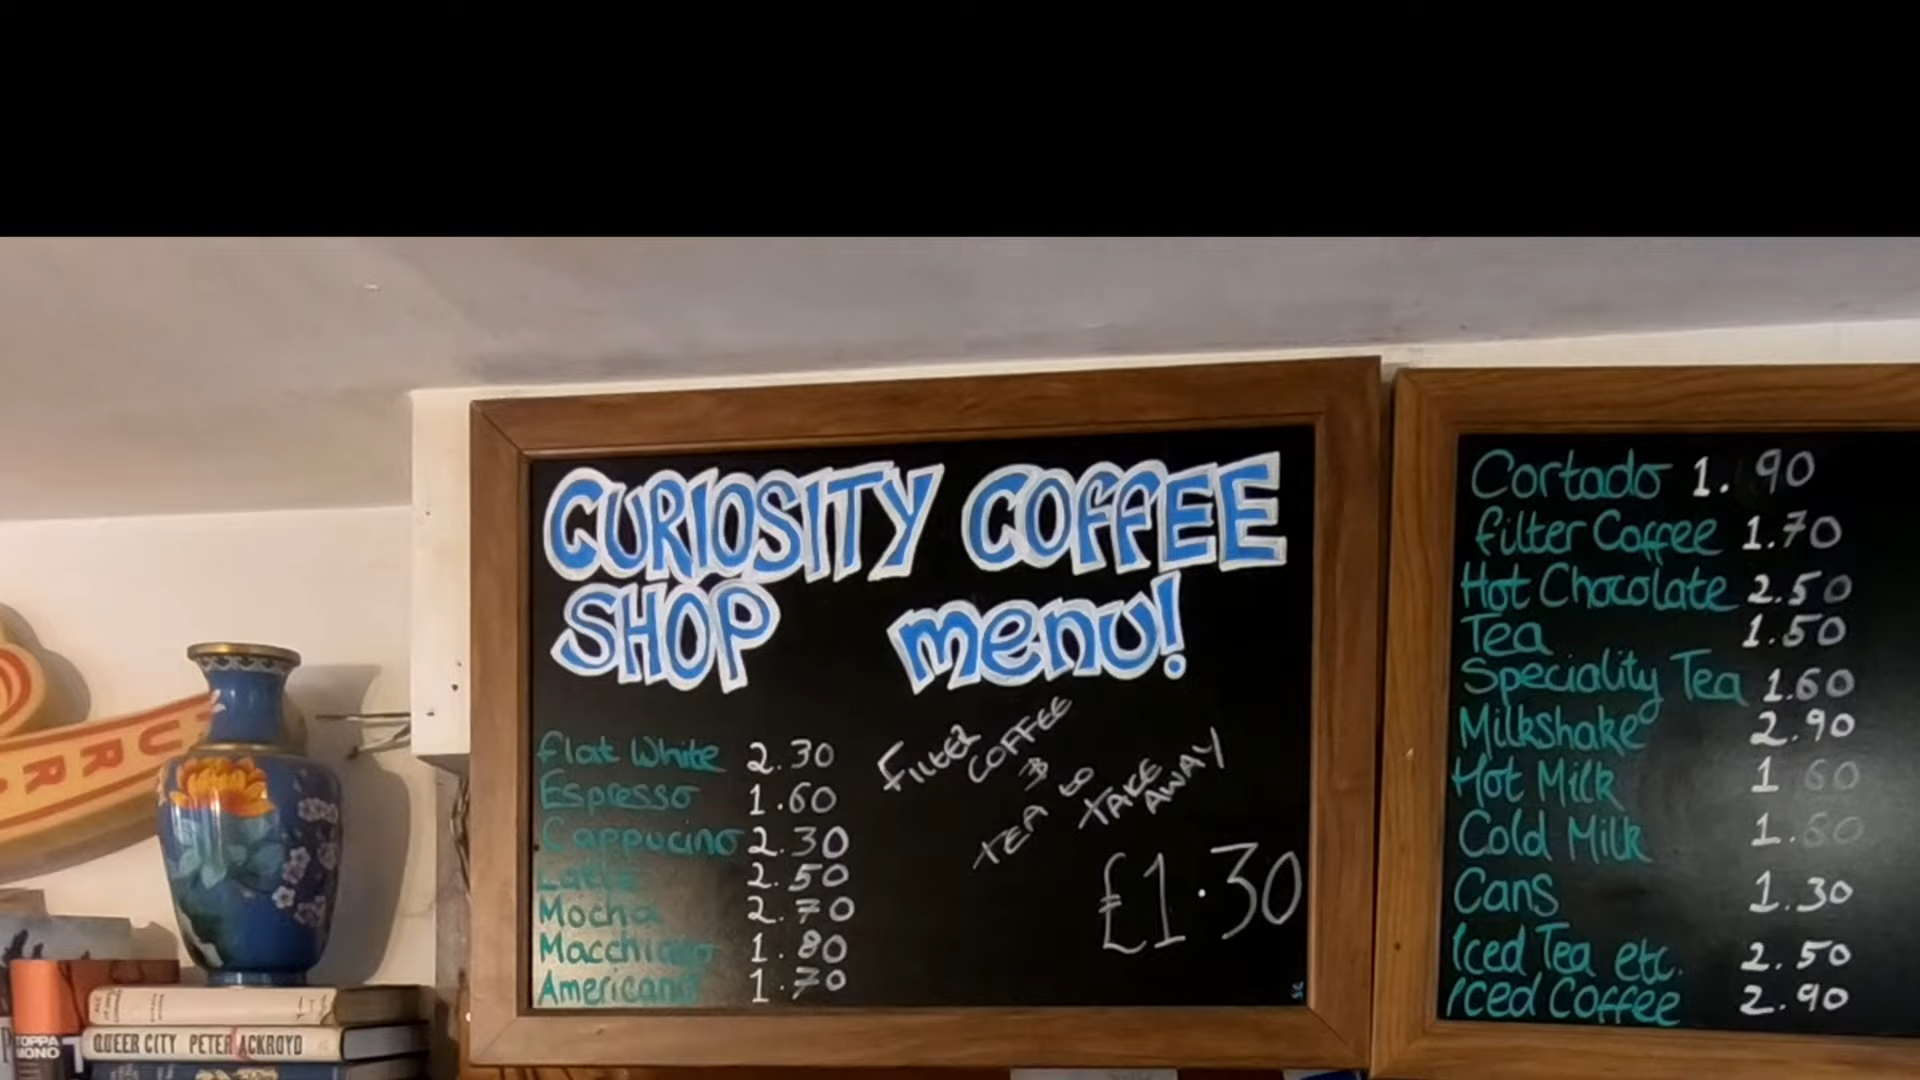 CURIOSITY COFFEE
SHOP menu!
Flat White 2.30
Espresso 1.60
Cappucino 2.30
Latte 2.50
Mocha 2.70
Macchiato 1.80
Americano 1.70
FilteR
COFFEE
&
TEA to
TAKE
AWAY
£1.30
Cortado 1.90
filter Coffee 1.70
Hot Chocolate 2.50
Tea 1.50
Speciality Tea 1.60
Milkshake 2.90
Hot Milk 1.60
Cold Milk 1.60
Cans 1.30
Iced Tea etc. 2.50
Iced Coffee 2.90
QUEER CITY PETER ACKROYD
TOPPA
MONO